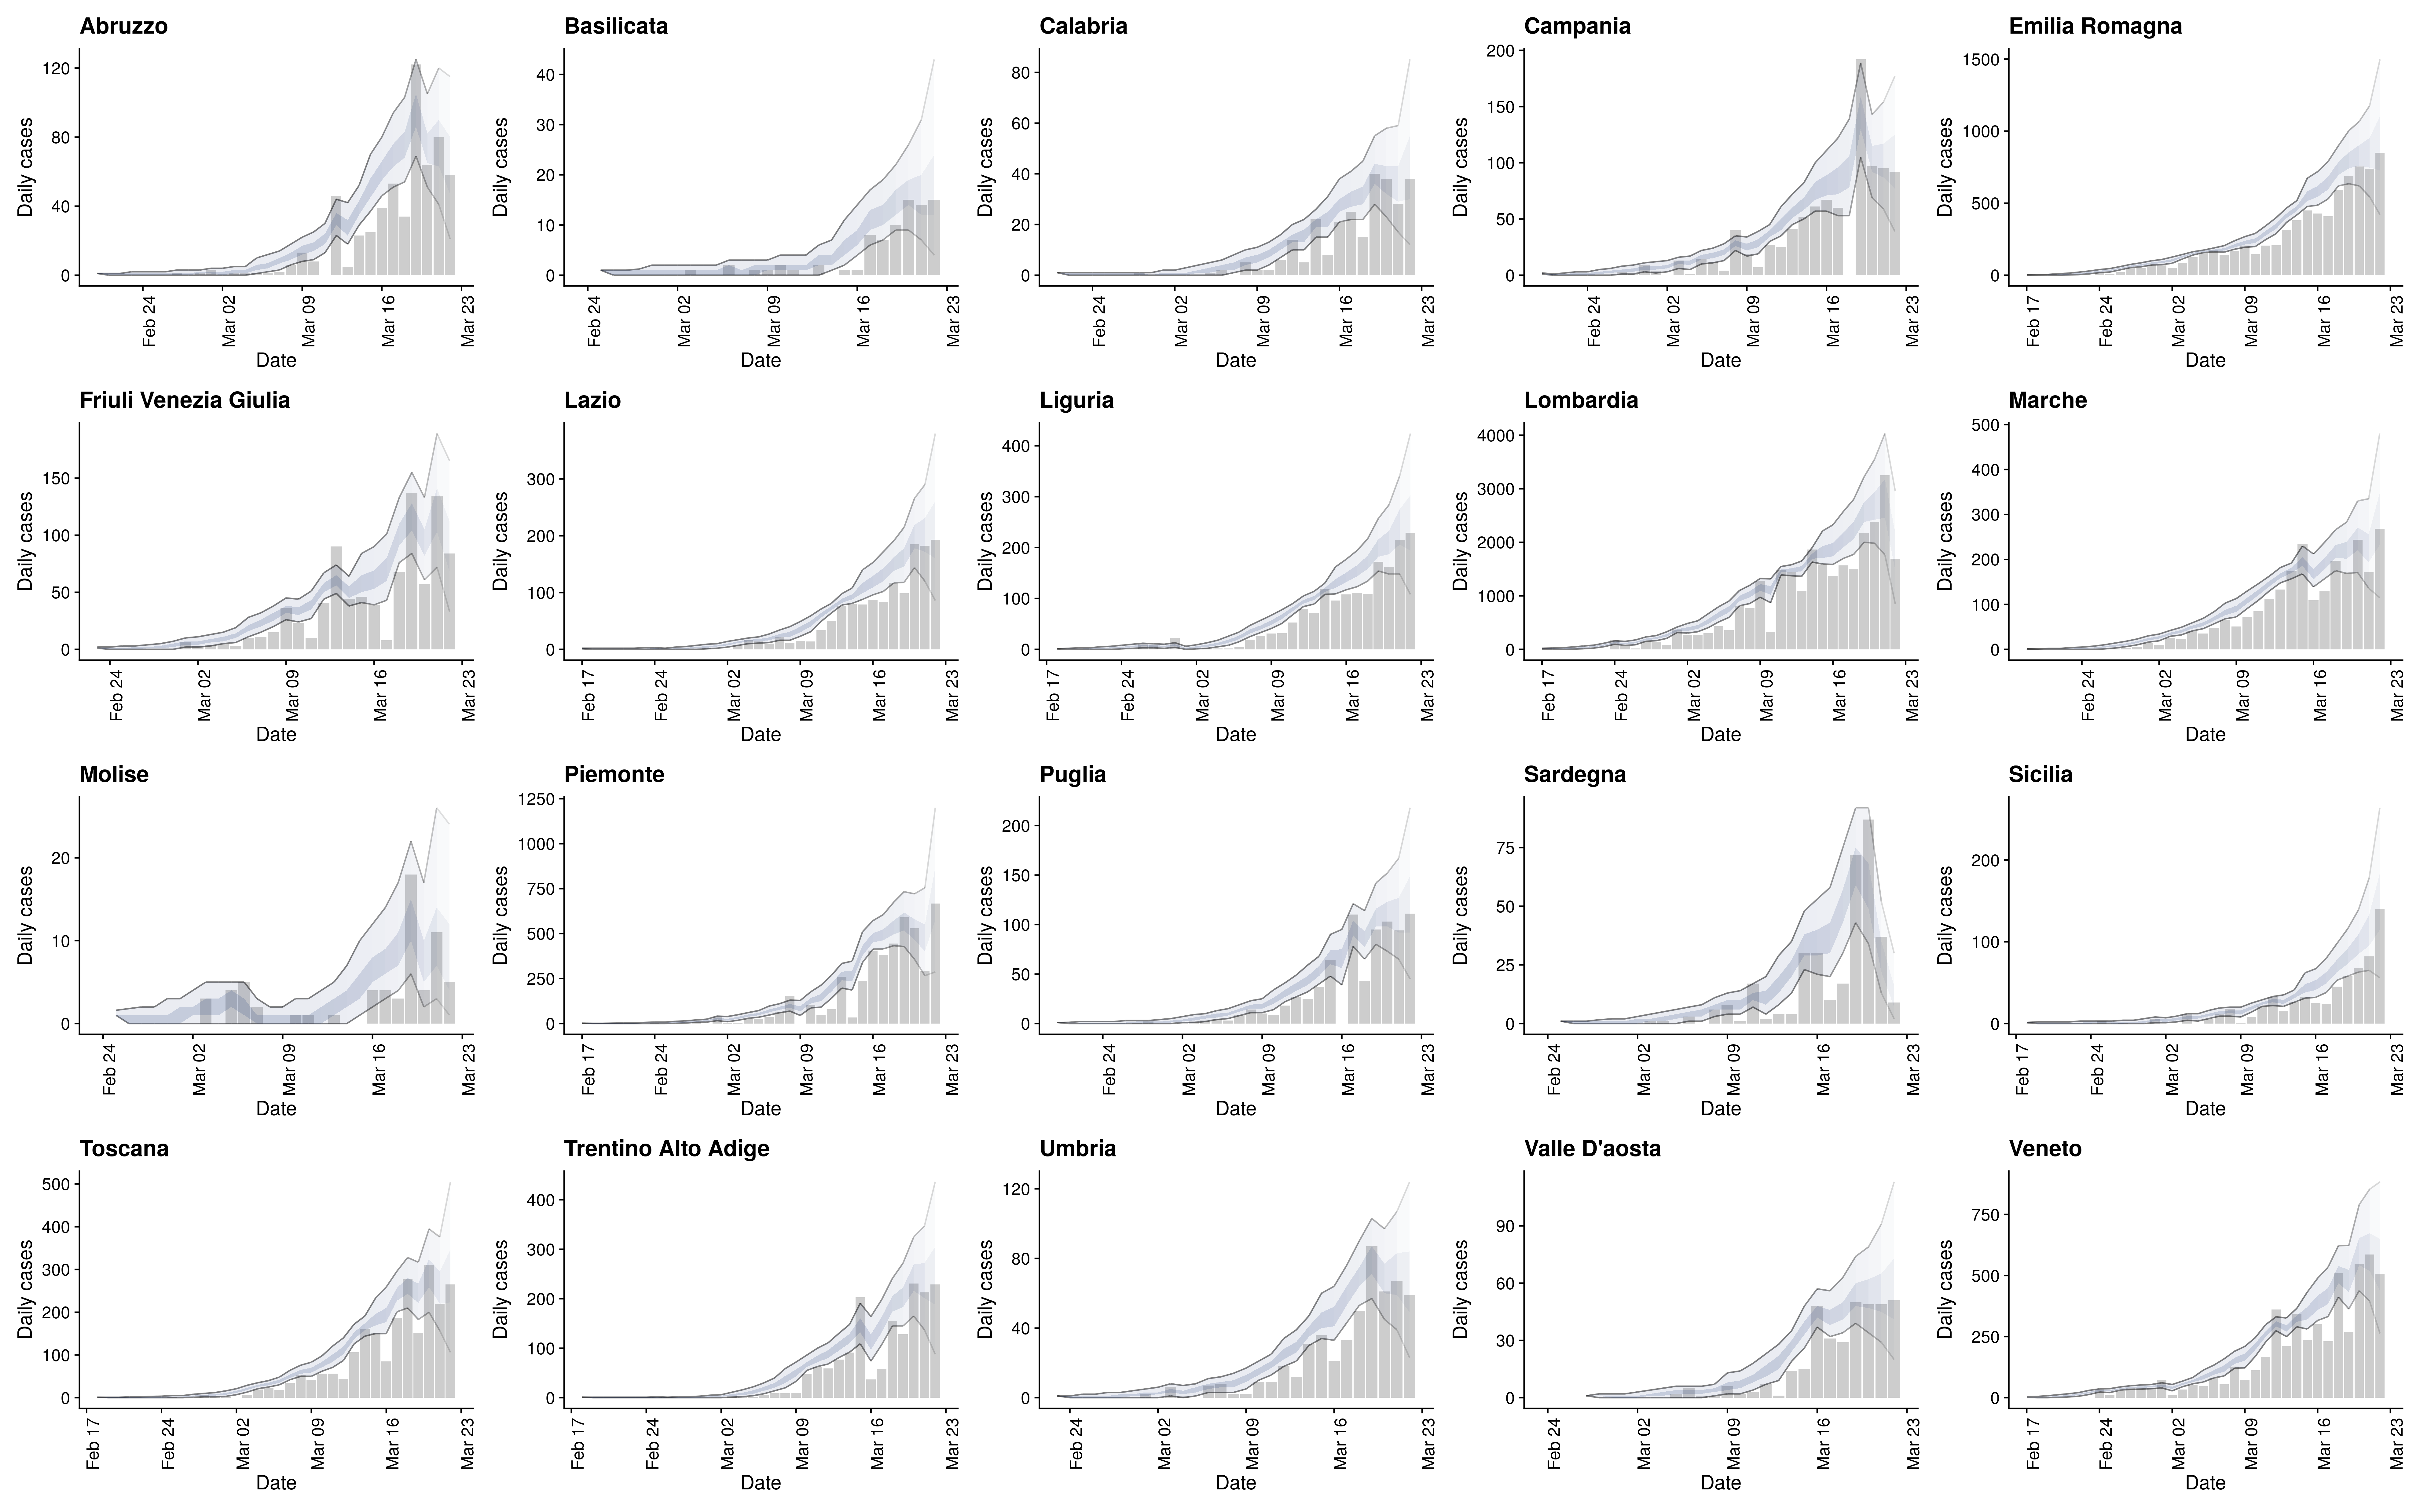 Abruzzo
Daily cases
120
80
40
0
Feb 24
Mar 02
Mar 09
Mar 16
Mar 23
Date
Basilicata
Daily cases
40
30
20
10
0
Feb 24
Mar 02
Mar 09
Mar 16
Mar 23
Date
Calabria
Daily cases
80
60
40
20
0
Feb 24
Mar 02
Mar 09
Mar 16
Mar 23
Date
Campania
Daily cases
200
150
100
50
0
Feb 24
Mar 02
Mar 09
Mar 16
Mar 23
Date
Emilia Romagna
Daily cases
1500
1000
500
0
Feb 17
Feb 24
Mar 02
Mar 09
Mar 16
Mar 23
Date
Friuli Venezia Giulia
Daily cases
150
100
50
0
Feb 24
Mar 02
Mar 09
Mar 16
Mar 23
Date
Lazio
Daily cases
300
200
100
0
Feb 17
Feb 24
Mar 02
Mar 09
Mar 16
Mar 23
Date
Liguria
Daily cases
400
300
200
100
0
Feb 17
Feb 24
Mar 02
Mar 09
Mar 16
Mar 23
Date
Lombardia
Daily cases
4000
3000
2000
1000
0
Feb 17
Feb 24
Mar 02
Mar 09
Mar 16
Mar 23
Date
Marche
Daily cases
500
400
300
200
100
0
Feb 24
Mar 02
Mar 09
Mar 16
Mar 23
Date
Molise
Daily cases
20
10
0
Feb 24
Mar 02
Mar 09
Mar 16
Mar 23
Date
Piemonte
Daily cases
1250
1000
750
500
250
0
Feb 17
Feb 24
Mar 02
Mar 09
Mar 16
Mar 23
Date
Puglia
Daily cases
200
150
100
50
0
Feb 24
Mar 02
Mar 09
Mar 16
Mar 23
Date
Sardegna
Daily cases
75
50
25
0
Feb 24
Mar 02
Mar 09
Mar 16
Mar 23
Date
Sicilia
Daily cases
200
100
0
Feb 17
Feb 24
Mar 02
Mar 09
Mar 16
Mar 23
Date
Toscana
Daily cases
500
400
300
200
100
0
Feb 17
Feb 24
Mar 02
Mar 09
Mar 16
Mar 23
Date
Trentino Alto Adige
Daily cases
400
300
200
100
0
Feb 17
Feb 24
Mar 02
Mar 09
Mar 16
Mar 23
Date
Umbria
Daily cases
120
80
40
0
Feb 24
Mar 02
Mar 09
Mar 16
Mar 23
Date
Valle D'aosta
Daily cases
90
60
30
0
Feb 24
Mar 02
Mar 09
Mar 16
Mar 23
Date
Veneto
Daily cases
750
500
250
0
Feb 17
Feb 24
Mar 02
Mar 09
Mar 16
Mar 23
Date